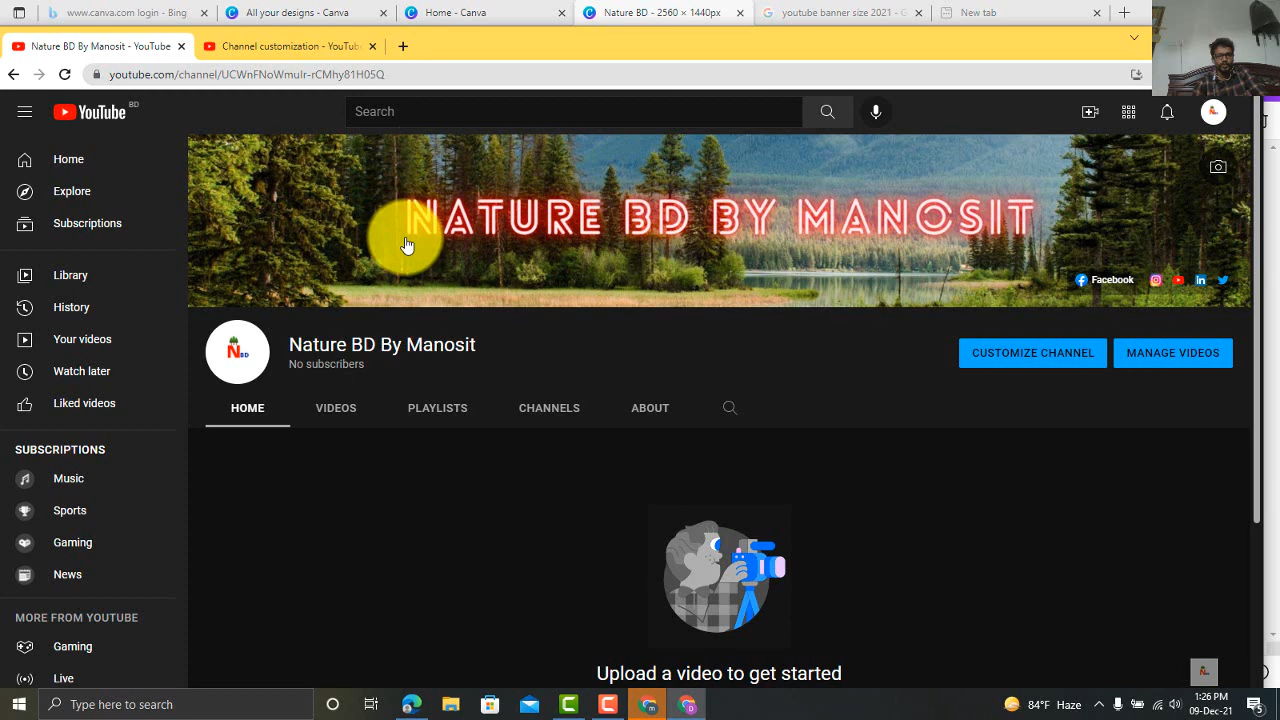 www.canva.com login - Bing
All your designs - Canva
Home - Canva
Nature BD - 2560 × 1440px
youtube banner size 2021 - G
New tab
Nature BD By Manosit - YouTube
Channel customization - YouTub
youtube.com/channel/UCWnFNoWmulr-rCMhy81H05Q
YouTube BD
Search
Home
Explore
Subscriptions
Library
History
Your videos
Watch later
Liked videos
SUBSCRIPTIONS
Music
Sports
Gaming
News
MORE FROM YOUTUBE
Gaming
Live
NATURE BD BY MANOSIT
Facebook
N BD
Nature BD By Manosit
No subscribers
CUSTOMIZE CHANNEL
MANAGE VIDEOS
HOME
VIDEOS
PLAYLISTS
CHANNELS
ABOUT
Upload a video to get started
Type here to search
84°F Haze
1:26 PM
09-Dec-21
5